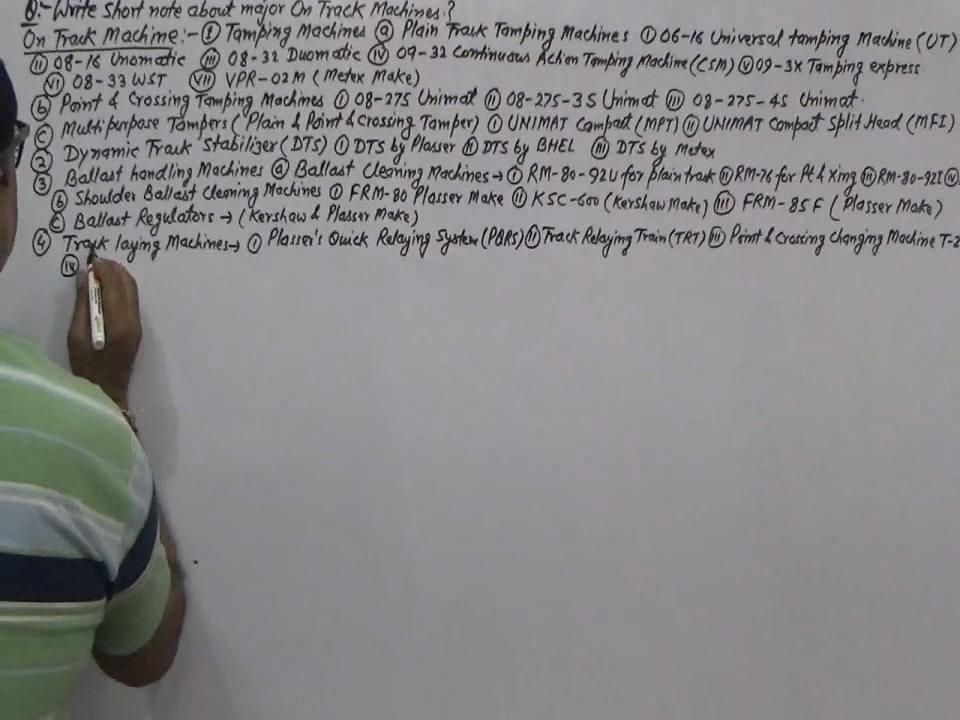 Q:- Write short note about major On Track Machines.?
On Track Machine:- ① Tamping Machines ⓐ Plain Track Tamping Machines ⓘ 06-16 Universal tamping Machine (UT)
ⓘⓘ 08-16 Unomatic ⓘⓘⓘ 08-32 Duomatic ⓘⓥ 09-32 Continuous Action Tamping Machine (CSM) ⓥ 09-3X Tamping express
ⓥⓘ 08-33 WST ⓥⓘⓘ VPR-02M (Metex Make)
ⓑ Point & Crossing Tamping Machines ⓘ 08-275 Unimat ⓘⓘ 08-275-3S Unimat ⓘⓘⓘ 08-275-4S Unimat.
ⓒ Multipurpose Tampers (Plain & Point & Crossing Tamper) ⓘ UNIMAT Compact (MPT) ⓘⓘ UNIMAT Compact Split Head (MFI)
② Dynamic Track Stabilizer (DTS) ⓘ DTS by Plasser ⓘⓘ DTS by BHEL ⓘⓘⓘ DTS by Metex
③ Ballast handling Machines ⓐ Ballast Cleaning Machines → ⓘ RM-80-92U for plain track ⓘⓘ RM-76 for Pt & Xing ⓘⓘⓘ RM-80-92I ⓘⓥ
ⓑ Shoulder Ballast Cleaning Machines ⓘ FRM-80 Plasser Make ⓘⓘ KSC-600 (Kershaw Make) ⓘⓘⓘ FRM-85F (Plasser Make)
ⓒ Ballast Regulators → (Kershaw & Plasser Make)
④ Track laying Machines → ⓘ Plasser's Quick Relaying System (PQRS) ⓘⓘ Track Relaying Train (TRT) ⓘⓘⓘ Point & Crossing Changing Machine T-2
ⓘⓥ